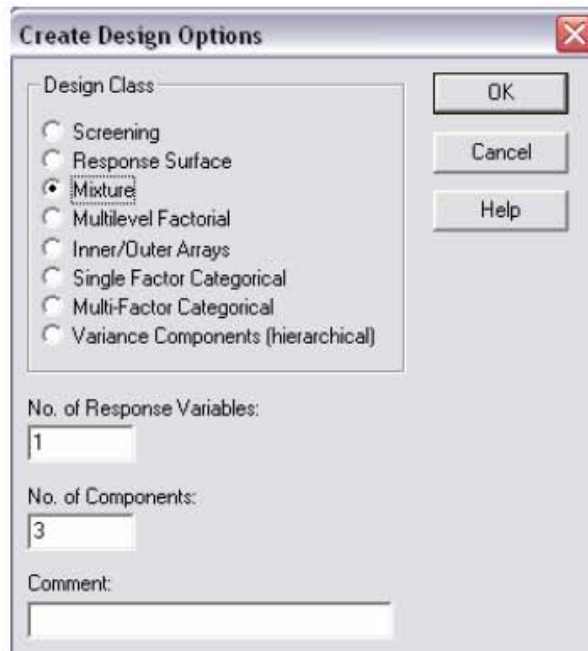 Create Design Options
Design Class
Screening
Response Surface
Mixture
Multilevel Factorial
Inner/Outer Arrays
Single Factor Categorical
Multi-Factor Categorical
Variance Components (hierarchical)
OK
Cancel
Help
No. of Response Variables:
1
No. of Components:
3
Comment: